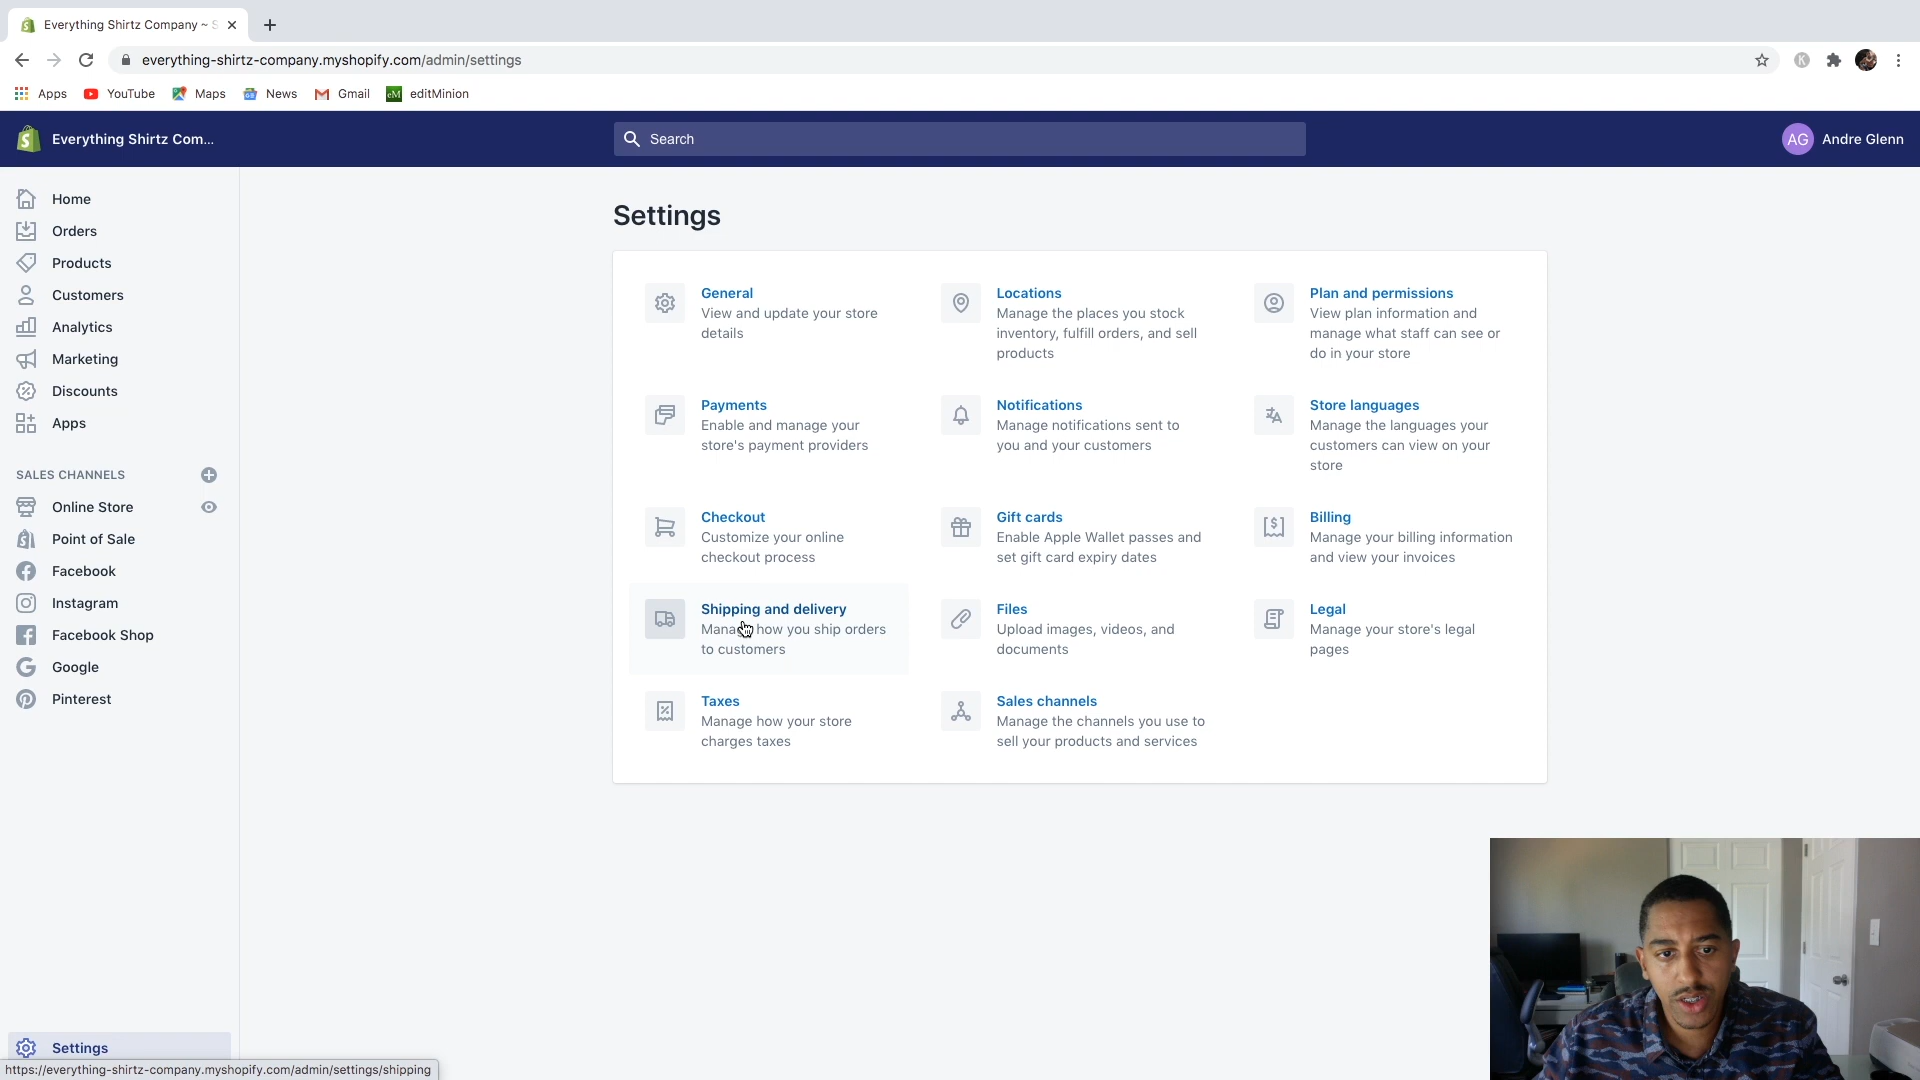 Everything Shirtz Company ~ S
everything-shirtz-company.myshopify.com/admin/settings
Apps
YouTube
Maps
News
Gmail
eM
editMinion
Everything Shirtz Com...
Search
AG
Andre Glenn
Home
Orders
Products
Customers
Analytics
Marketing
Discounts
Apps
SALES CHANNELS
Online Store
Point of Sale
Facebook
Instagram
Facebook Shop
Google
Pinterest
Settings
Settings
General
View and update your store
details
Locations
Manage the places you stock
inventory, fulfill orders, and sell
products
Plan and permissions
View plan information and
manage what staff can see or
do in your store
Payments
Enable and manage your
store's payment providers
Notifications
Manage notifications sent to
you and your customers
Store languages
Manage the languages your
customers can view on your
store
Checkout
Customize your online
checkout process
Gift cards
Enable Apple Wallet passes and
set gift card expiry dates
Billing
Manage your billing information
and view your invoices
Shipping and delivery
Manage how you ship orders
to customers
Files
Upload images, videos, and
documents
Legal
Manage your store's legal
pages
Taxes
Manage how your store
charges taxes
Sales channels
Manage the channels you use to
sell your products and services
https://everything-shirtz-company.myshopify.com/admin/settings/shipping